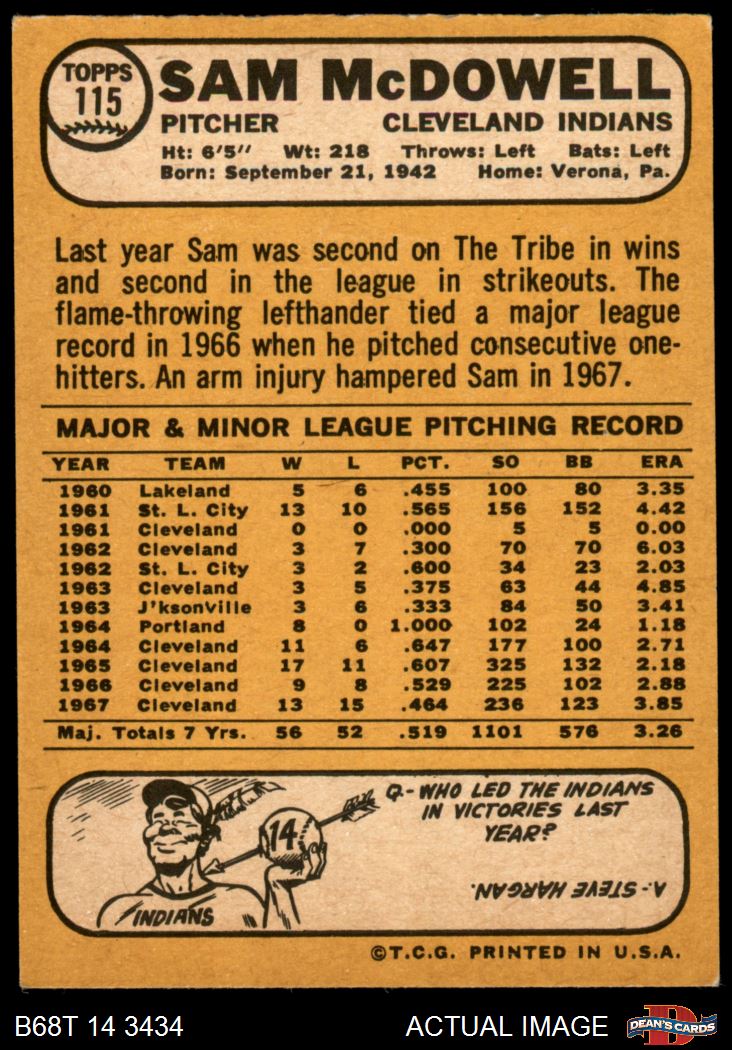 TOPPS
115
SAM McDOWELL
PITCHER CLEVELAND INDIANS
Ht: 6'5" Wt: 218 Throws: Left Bats: Left
Born: September 21, 1942 Home: Verona, Pa.
Last year Sam was second on The Tribe in wins
and second in the league in strikeouts. The
flame-throwing lefthander tied a major league
record in 1966 when he pitched consecutive one-
hitters. An arm injury hampered Sam in 1967.
MAJOR & MINOR LEAGUE PITCHING RECORD
YEAR TEAM W L PCT. SO BB ERA
1960 Lakeland 5 6 .455 100 80 3.35
1961 St. L. City 13 10 .565 156 152 4.42
1961 Cleveland 0 0 .000 5 5 0.00
1962 Cleveland 3 7 .300 70 70 6.03
1962 St. L. City 3 2 .600 34 23 2.03
1963 Cleveland 3 5 .375 63 44 4.85
1963 J'ksonville 3 6 .333 84 50 3.41
1964 Portland 8 0 1.000 102 24 1.18
1964 Cleveland 11 6 .647 177 100 2.71
1965 Cleveland 17 11 .607 325 132 2.18
1966 Cleveland 9 8 .529 225 102 2.88
1967 Cleveland 13 15 .464 236 123 3.85
Maj. Totals 7 Yrs. 56 52 .519 1101 576 3.26
14
INDIANS
Q-WHO LED THE INDIANS
IN VICTORIES LAST
YEAR?
A-STEVE HARGAN.
©T.C.G. PRINTED IN U.S.A.
B68T 14 3434 ACTUAL IMAGE
D
DEAN'S CARDS